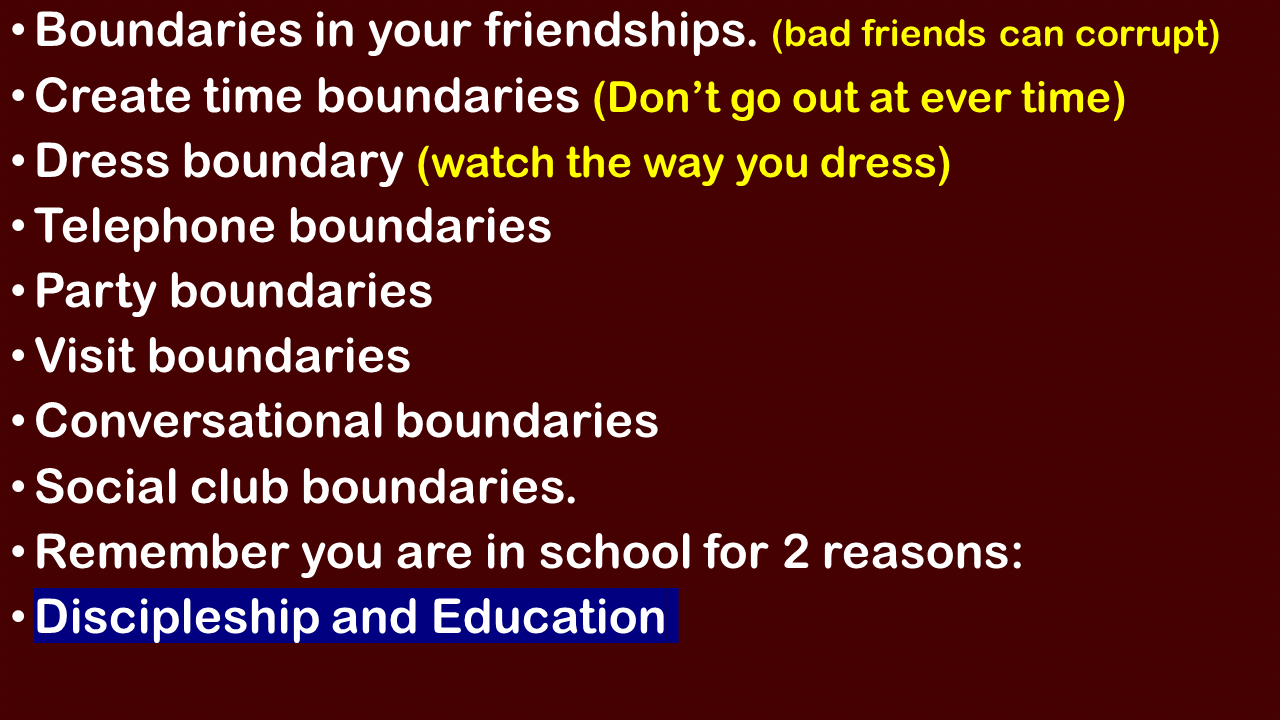 • Boundaries in your friendships. (bad friends can corrupt)
• Create time boundaries (Don’t go out at ever time)
• Dress boundary (watch the way you dress)
• Telephone boundaries
• Party boundaries
• Visit boundaries
• Conversational boundaries
• Social club boundaries.
• Remember you are in school for 2 reasons:
• Discipleship and Education